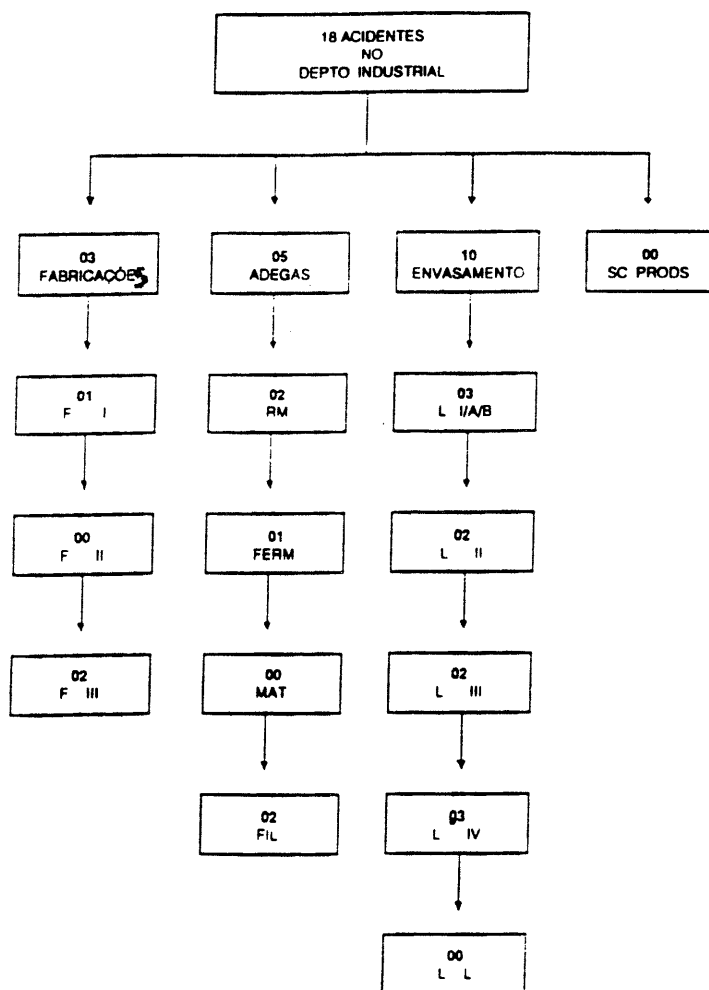 18 ACIDENTES
NO
DEPTO INDUSTRIAL
03
FABRICAÇÕES
05
ADEGAS
10
ENVASAMENTO
00
SC PRODS
01
F I
02
RM
03
L I/A/B
00
F II
01
FERM
02
L II
02
F III
00
MAT
02
L III
02
FIL
03
L IV
00
L L